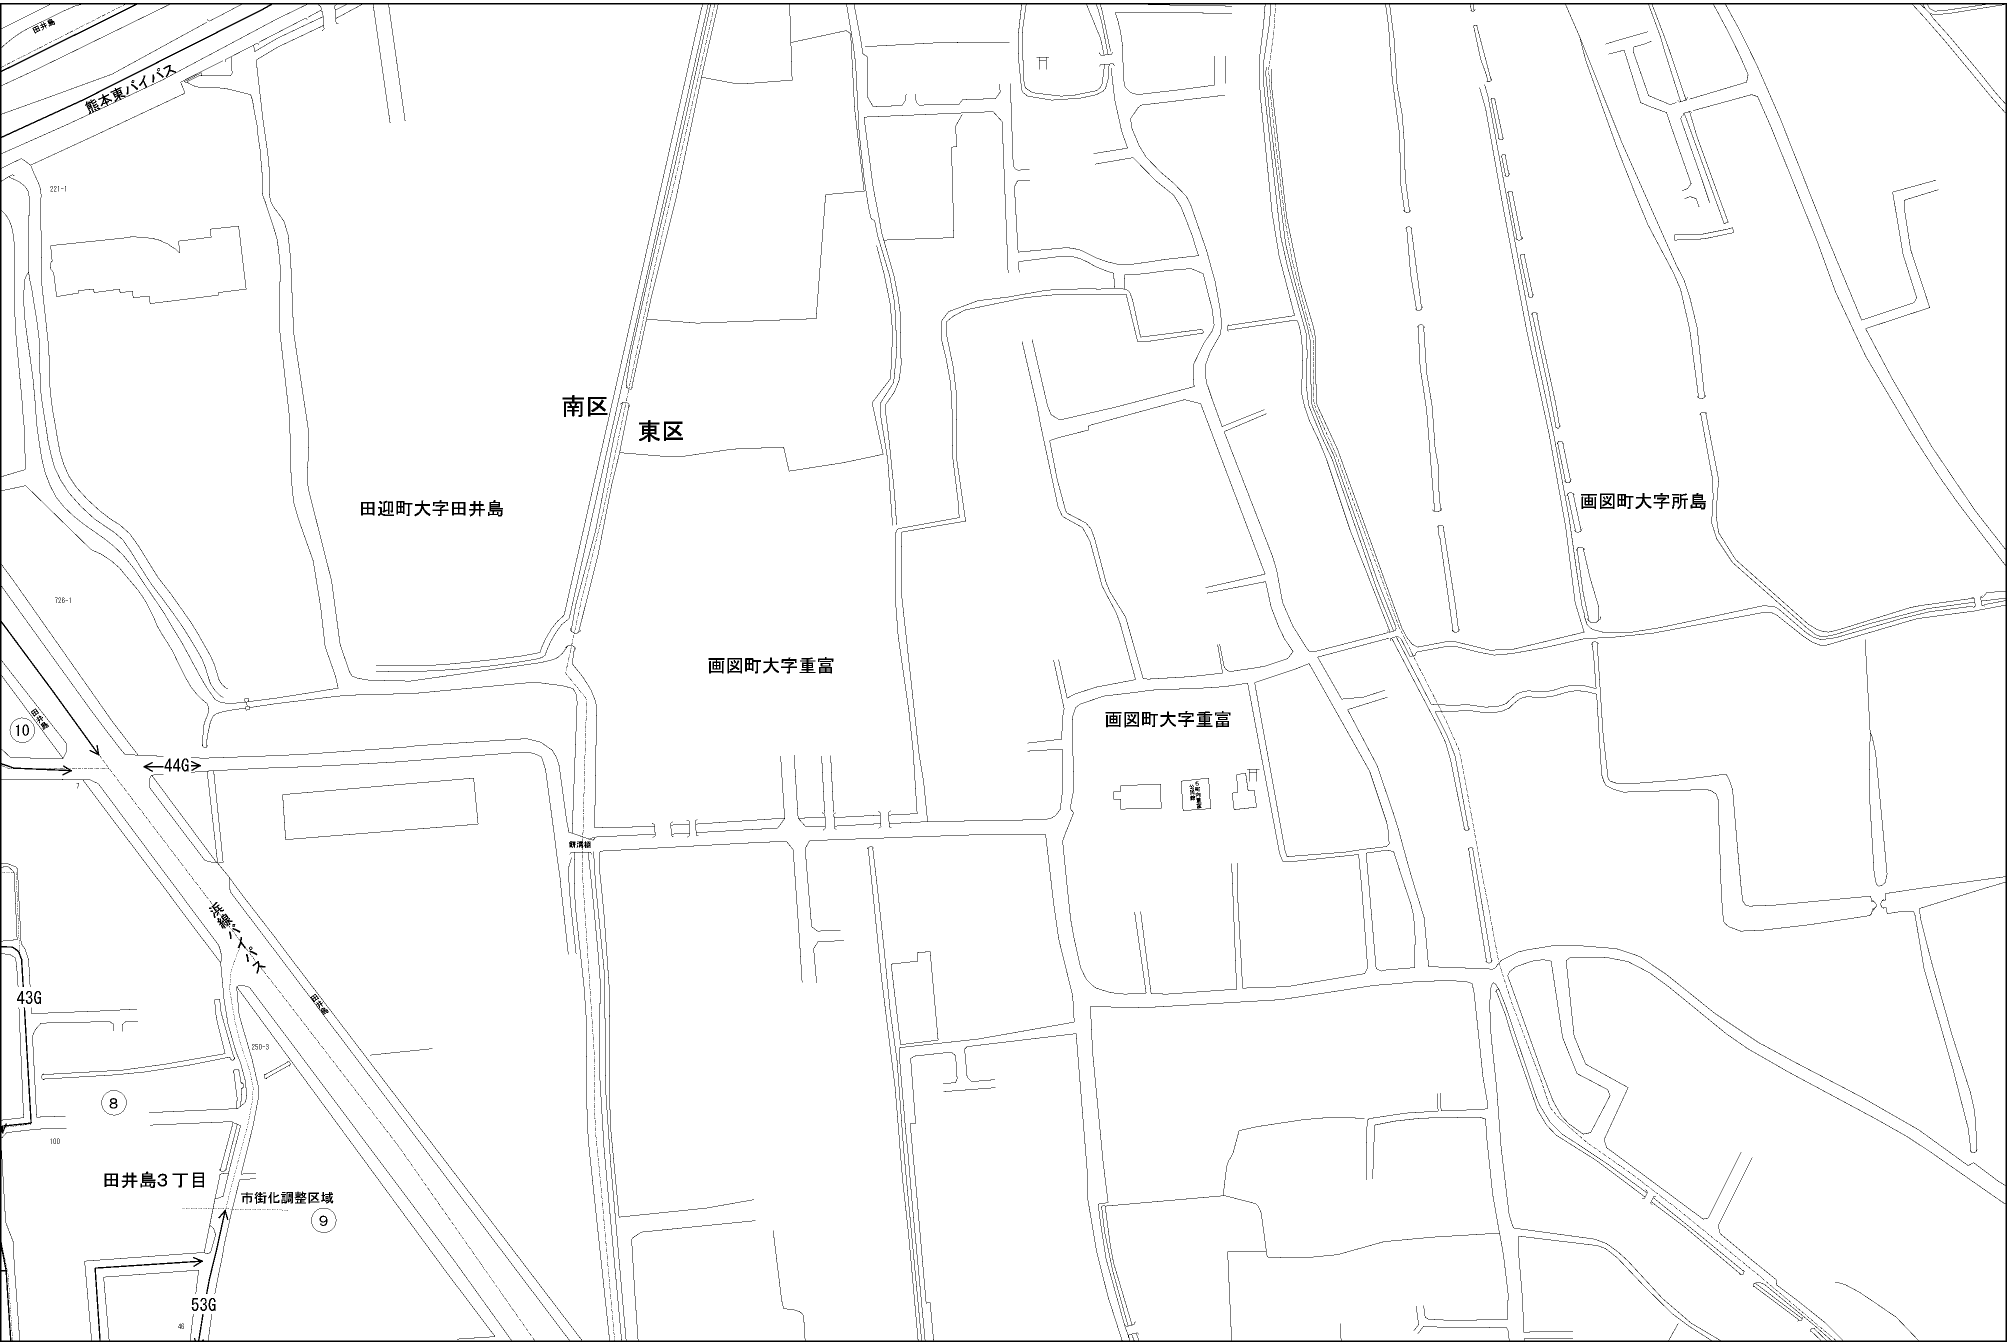 田井島
熊本東バイパス
221-1
南区
東区
田迎町大字田井島
画図町大字所島
726-1
画図町大字重富
画図町大字重富
田井島
10
44G
7
浜線バイパス
43G
田井島
250-3
8
100
田井島3丁目
市街化調整区域
9
53G
46